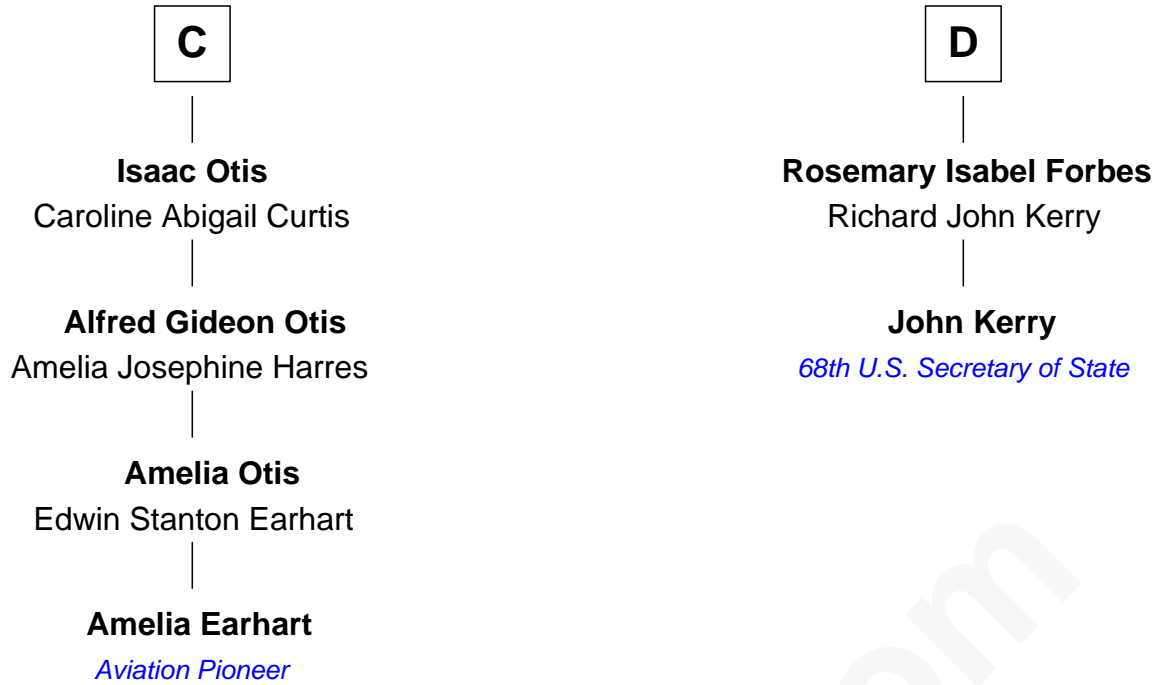 C
Isaac Otis
Caroline Abigail Curtis
Alfred Gideon Otis
Amelia Josephine Harres
Amelia Otis
Edwin Stanton Earhart
Amelia Earhart
Aviation Pioneer
D
Rosemary Isabel Forbes
Richard John Kerry
John Kerry
68th U.S. Secretary of State
om